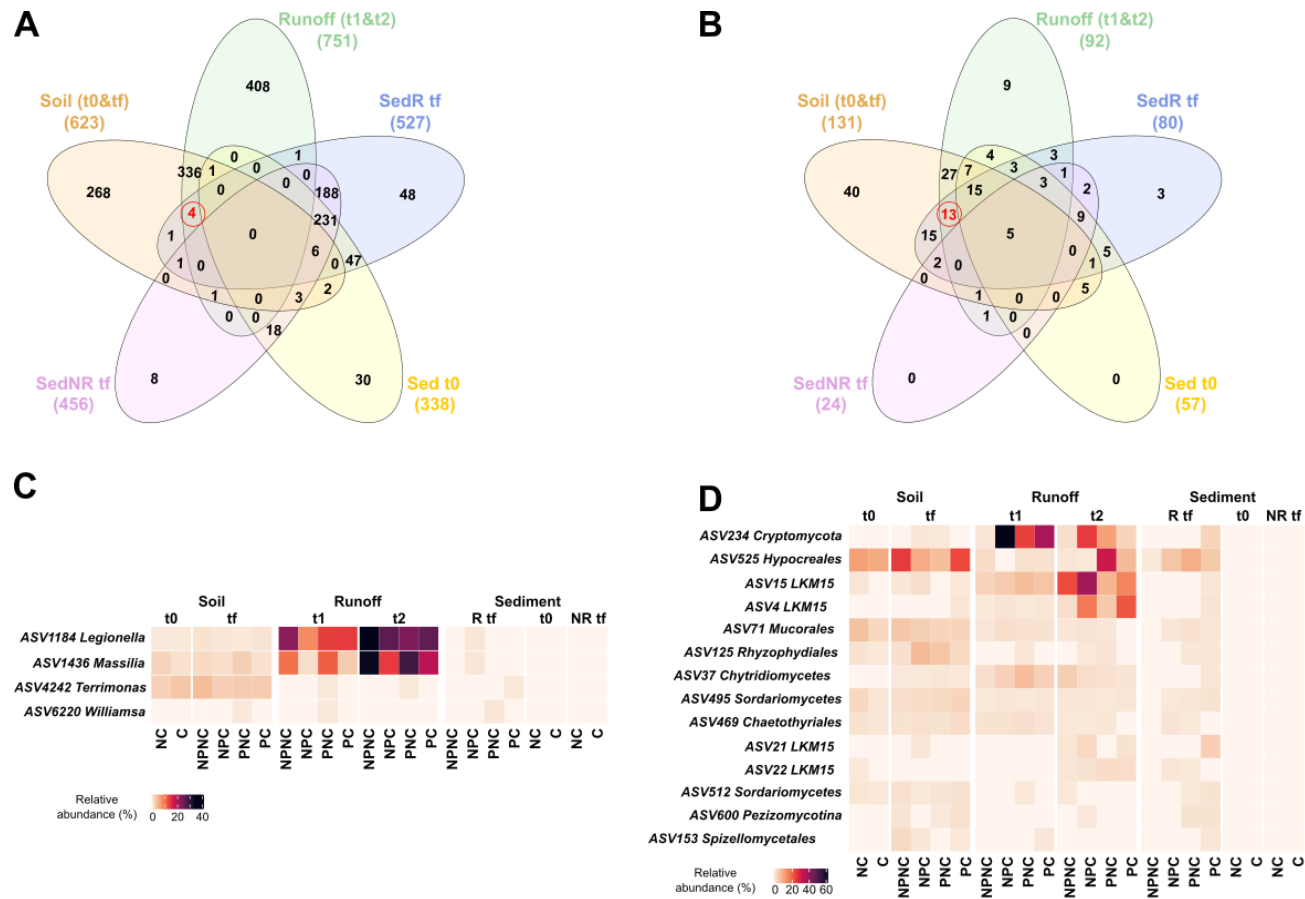 A
Runoff (t1&t2)
(751)
Soil (t0&tf)
(623)
SedR tf
(527)
SedNR tf
(456)
Sed t0
(338)
408
0
1
336
1
0
0
0
188
48
268
0
4
231
1
0
6
47
1
0
0
0
2
1
0
3
0
0
18
8
30
B
Runoff (t1&t2)
(92)
Soil (t0&tf)
(131)
SedR tf
(80)
SedNR tf
(24)
Sed t0
(57)
9
4
3
27
7
3
1
15
3
2
3
40
13
9
15
5
0
5
2
0
1
0
5
1
0
0
1
0
0
0
0
C
Soil Runoff Sediment
t0 tf t1 t2 R tf t0 NR tf
ASV1184 Legionella
ASV1436 Massilia
ASV4242 Terrimonas
ASV6220 Williamsa
NC C NPNC NPC PNC PC NPNC NPC PNC PC NPNC NPC PNC PC NPNC NPC PNC PC NC C NC C
Relative
abundance (%) 0 20 40
D
Soil Runoff Sediment
t0 tf t1 t2 R tf t0 NR tf
ASV234 Cryptomycota
ASV525 Hypocreales
ASV15 LKM15
ASV4 LKM15
ASV71 Mucorales
ASV125 Rhyzophydiales
ASV37 Chytridiomycetes
ASV495 Sordariomycetes
ASV469 Chaetothyriales
ASV21 LKM15
ASV22 LKM15
ASV512 Sordariomycetes
ASV600 Pezizomycotina
ASV153 Spizellomycetales
NC C NPNC NPC PNC PC NPNC NPC PNC PC NPNC NPC PNC PC NPNC NPC PNC PC NC C NC C
Relative
abundance (%) 0 20 40 60